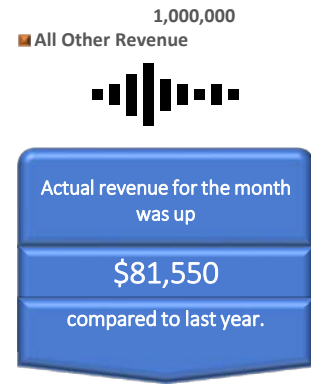 1,000,000
All Other Revenue
Actual revenue for the month
was up
$81,550
compared to last year.